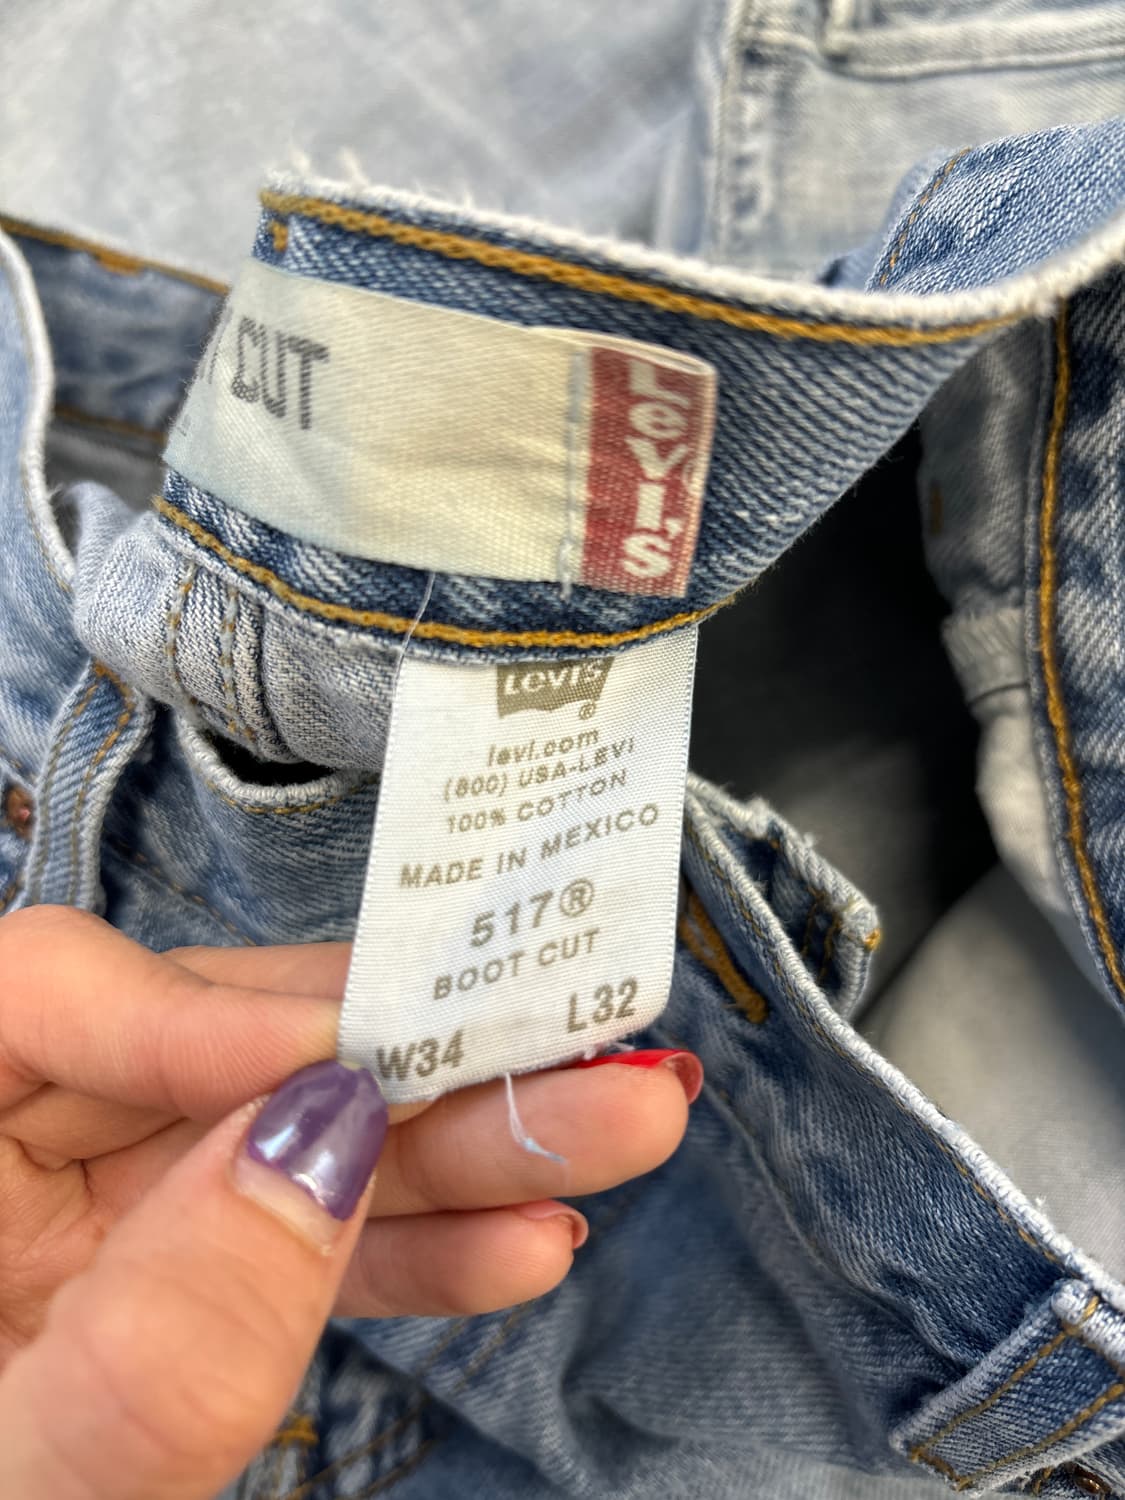 CUT
Levi's
Levi's
®
levi.com
(800) USA-LEVI
100% COTTON
MADE IN MEXICO
517®
BOOT CUT
W34 L32